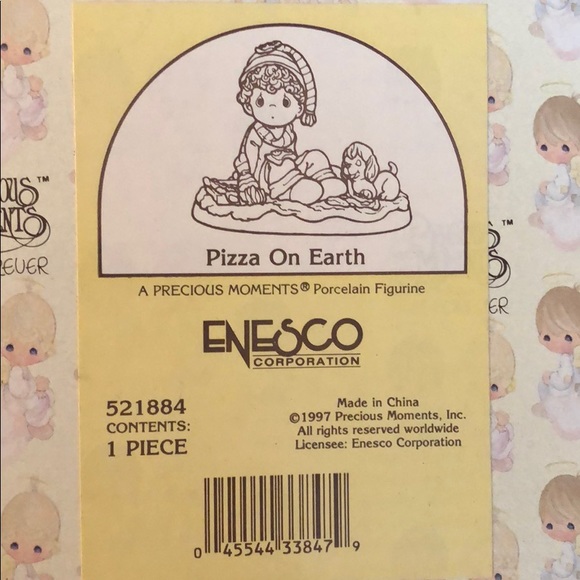 Pizza On Earth
A PRECIOUS MOMENTS® Porcelain Figurine
ENESCO
CORPORATION
521884
CONTENTS:
1 PIECE
Made in China
©1997 Precious Moments, Inc.
All rights reserved worldwide
Licensee: Enesco Corporation
0 45544 33847 9